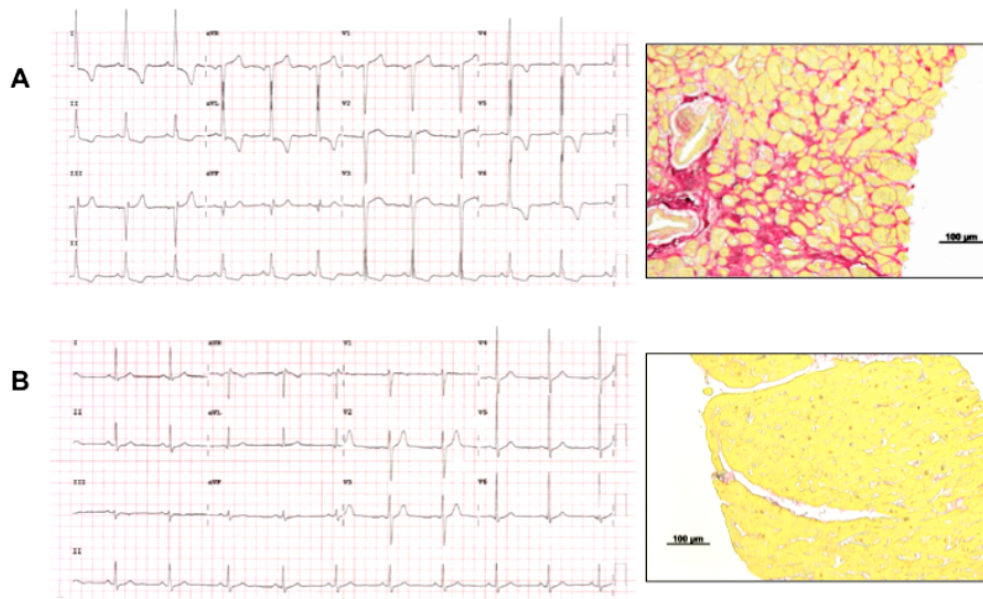 A
I aVR V1 V4
II aVL V2 V5
III aVF V3 V6
II
100 µm
B
I aVR V1 V4
II aVL V2 V5
III aVF V3 V6
II
100 µm